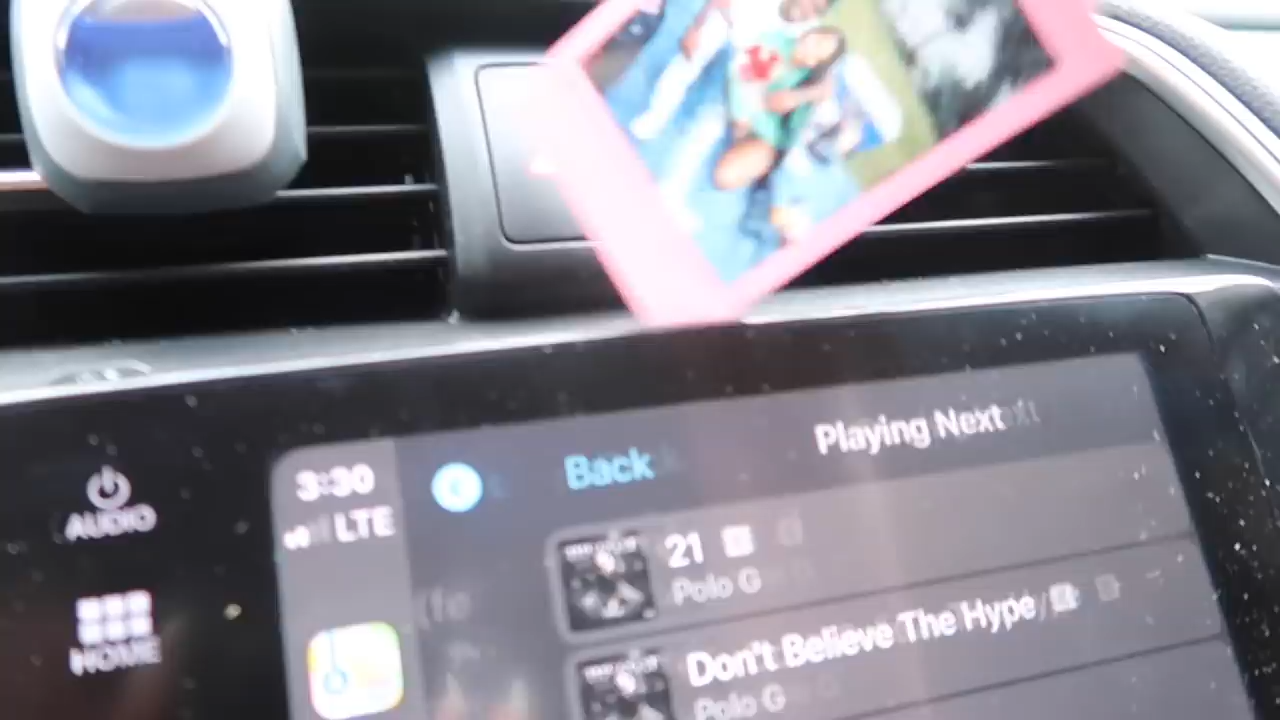 Playing Next
Back
3:30
LTE
AUDIO
21 E
Polo G
HOME
Don't Believe The Hype E
Polo G